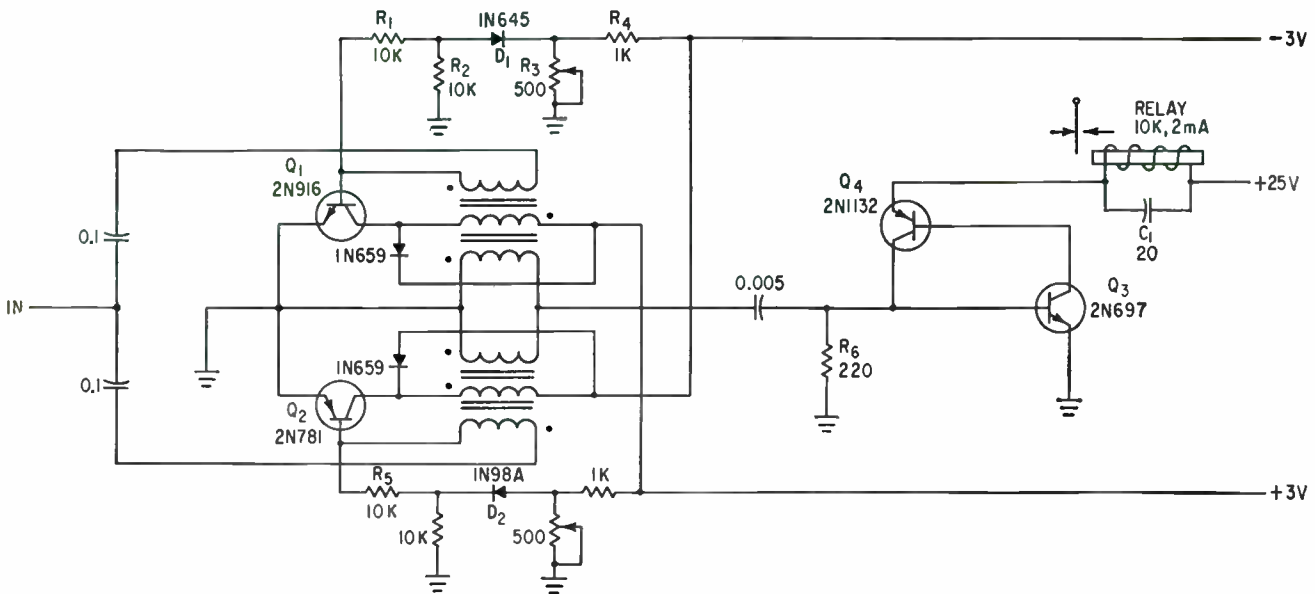 R1
10K
1N645
D1
R4
1K
−3V
R2
10K
R3
500
RELAY
10K, 2mA
Q1
2N916
Q4
2N1132
+25V
C1
20
0.1
1N659
0.005
Q3
2N697
IN
1N659
R6
220
0.1
Q2
2N781
R5
10K
1N98A
D2
1K
+3V
10K
500